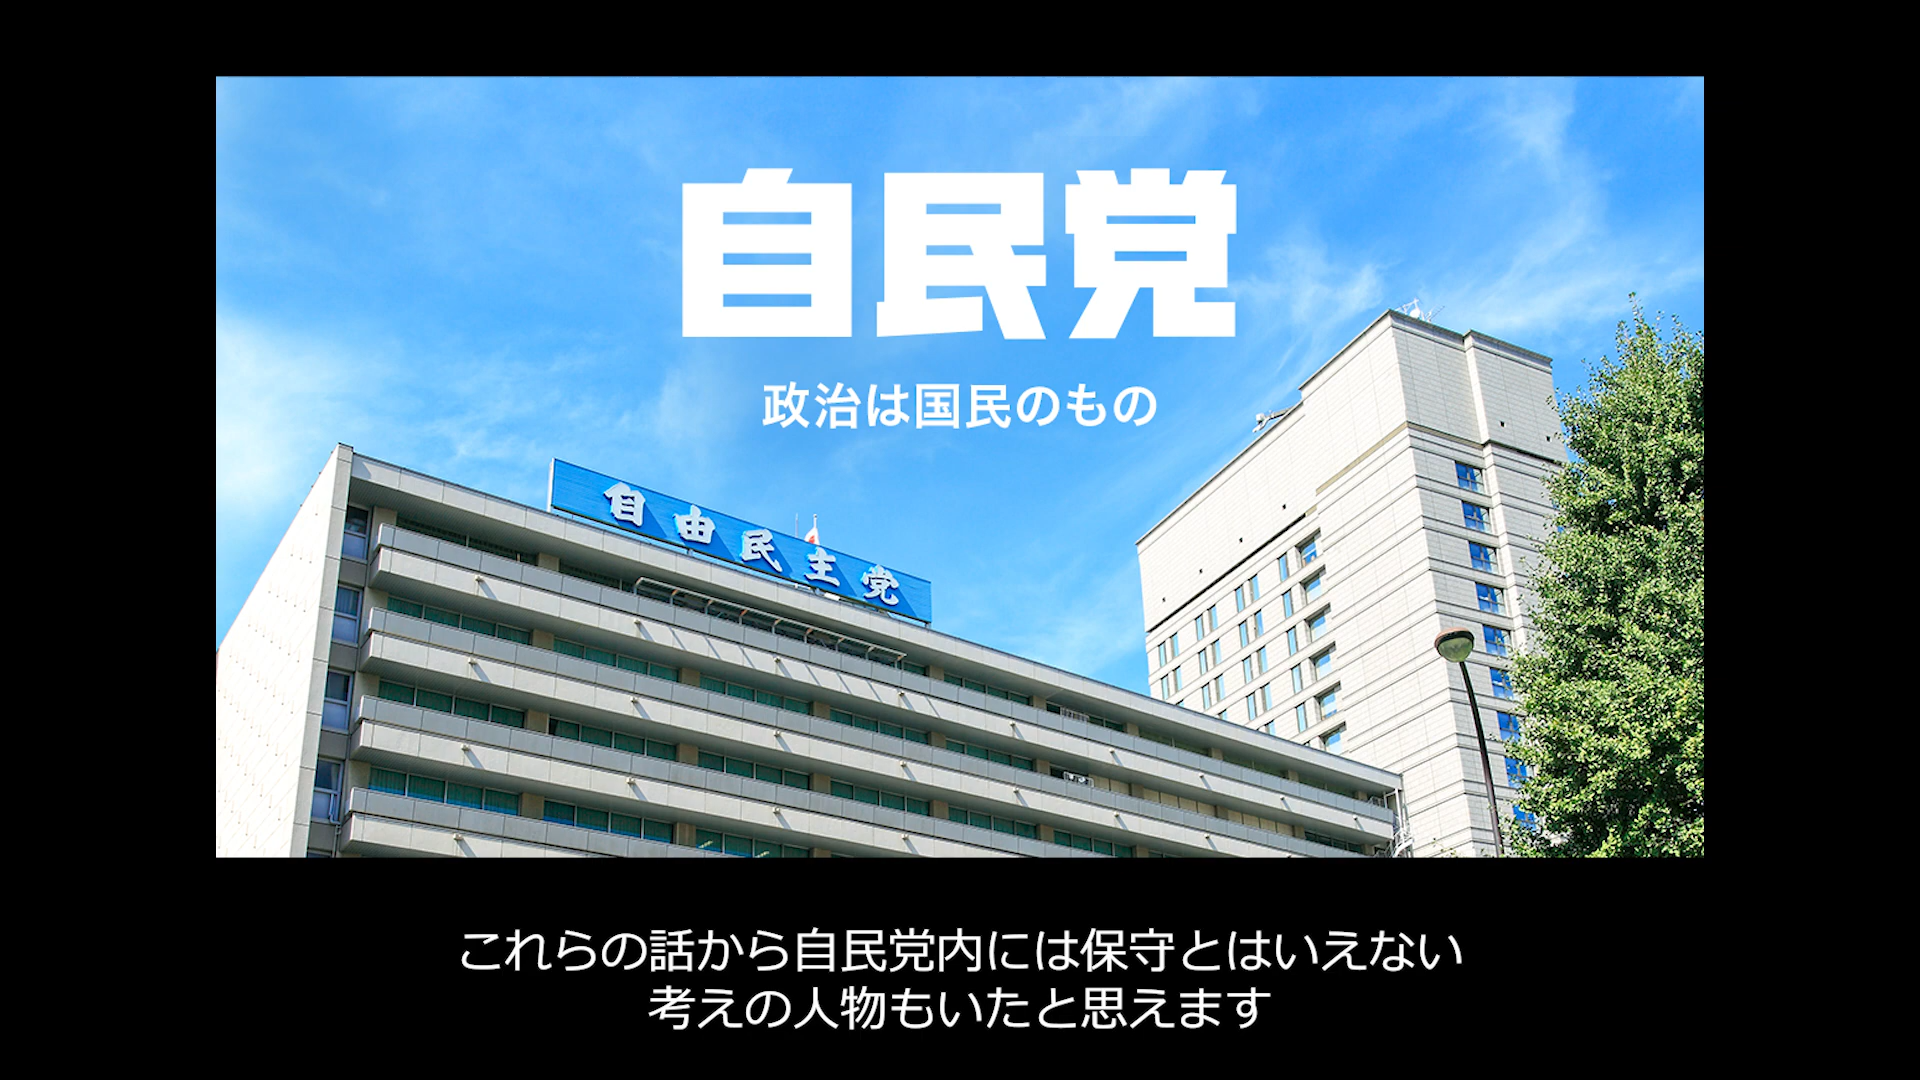 自民党
政治は国民のもの
自由民主党
これらの話から自民党内には保守とはいえない
考えの人物もいたと思えます